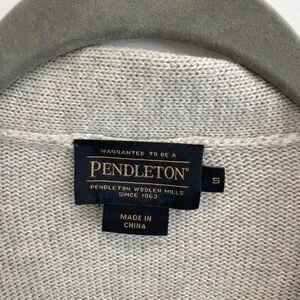 WARRANTED TO BE A
PENDLETON®
PENDLETON WOOLEN MILLS
SINCE 1863
S
MADE IN
CHINA